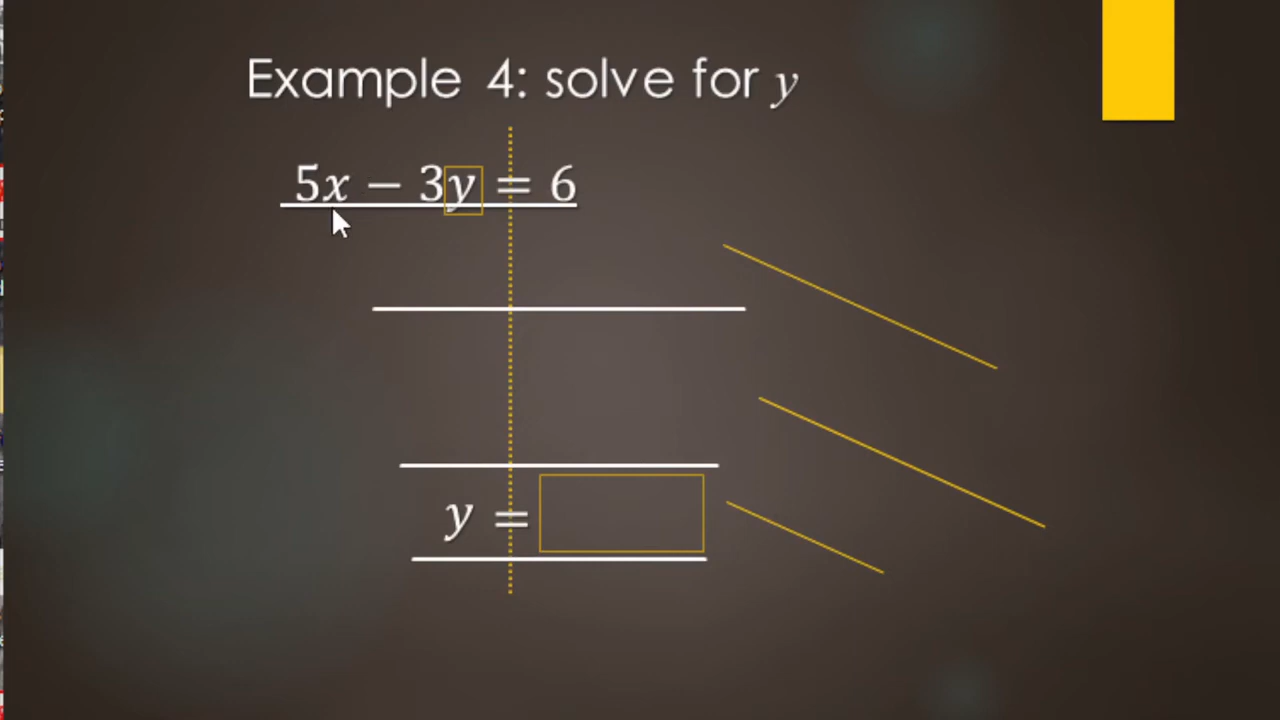 Example 4: solve for y
5x − 3y = 6
y =